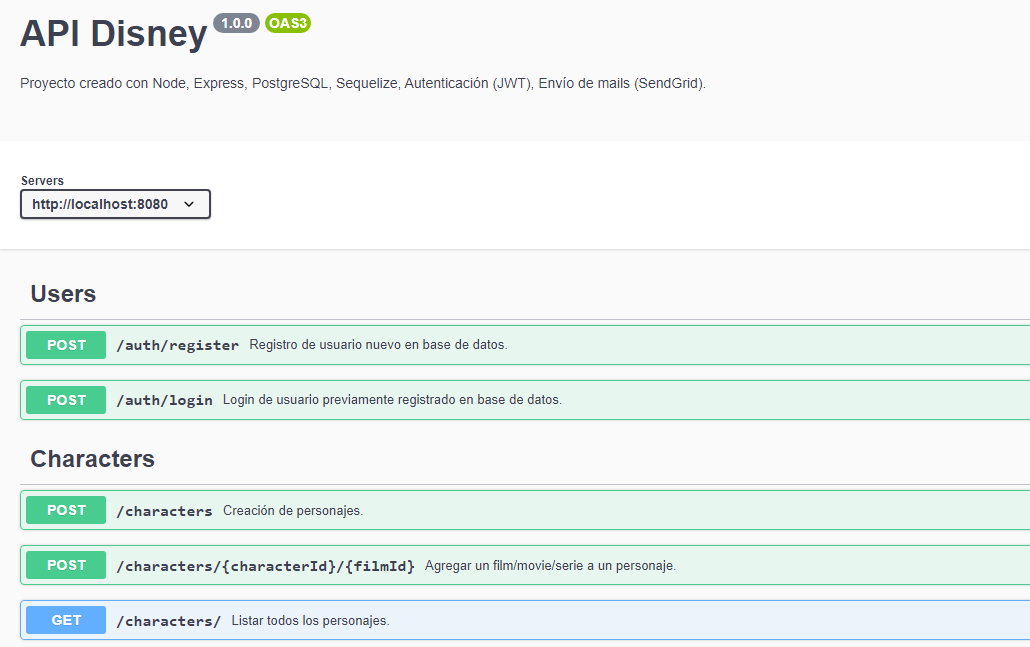 API Disney 1.0.0 OAS3
Proyecto creado con Node, Express, PostgreSQL, Sequelize, Autenticación (JWT), Envío de mails (SendGrid).
Servers
http://localhost:8080
Users
POST /auth/register Registro de usuario nuevo en base de datos.
POST /auth/login Login de usuario previamente registrado en base de datos.
Characters
POST /characters Creación de personajes.
POST /characters/{characterId}/{filmId} Agregar un film/movie/serie a un personaje.
GET /characters/ Listar todos los personajes.